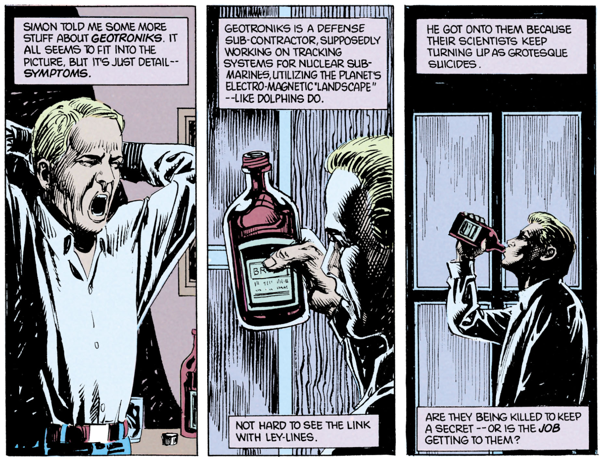 SIMON TOLD ME SOME MORE
STUFF ABOUT GEOTRONIKS. IT
ALL SEEMS TO FIT INTO THE
PICTURE, BUT IT'S JUST DETAIL--
SYMPTOMS.
GEOTRONIKS IS A DEFENSE
SUB-CONTRACTOR, SUPPOSEDLY
WORKING ON TRACKING
SYSTEMS FOR NUCLEAR SUB-
MARINES, UTILIZING THE PLANET'S
ELECTRO-MAGNETIC "LANDSCAPE"
--LIKE DOLPHINS DO.
BR
NOT HARD TO SEE THE LINK
WITH LEY-LINES.
HE GOT ONTO THEM BECAUSE
THEIR SCIENTISTS KEEP
TURNING UP AS GROTESQUE
SUICIDES.
ARE THEY BEING KILLED TO KEEP
A SECRET--OR IS THE JOB
GETTING TO THEM?